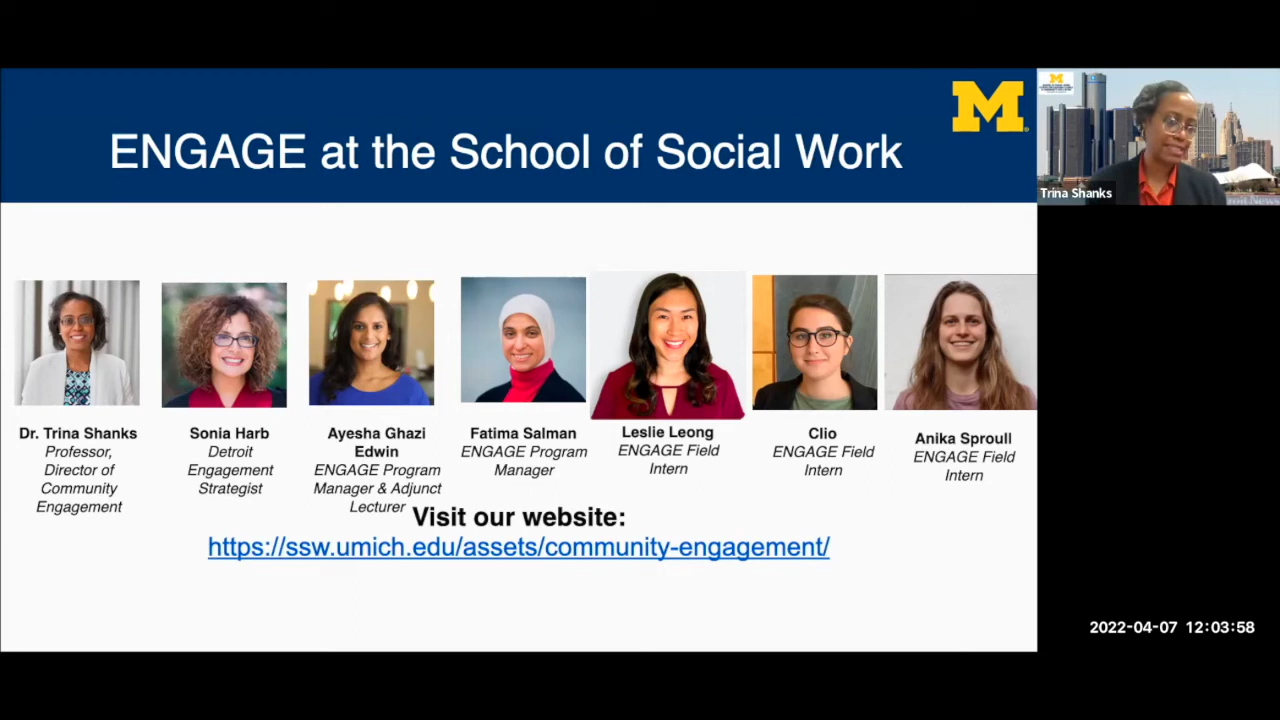 ENGAGE at the School of Social Work
M
Trina Shanks
Dr. Trina Shanks
Professor,
Director of
Community
Engagement
Sonia Harb
Detroit
Engagement
Strategist
Ayesha Ghazi
Edwin
ENGAGE Program
Manager & Adjunct
Lecturer
Fatima Salman
ENGAGE Program
Manager
Leslie Leong
ENGAGE Field
Intern
Clio
ENGAGE Field
Intern
Anika Sproull
ENGAGE Field
Intern
Visit our website:
https://ssw.umich.edu/assets/community-engagement/
2022-04-07 12:03:58